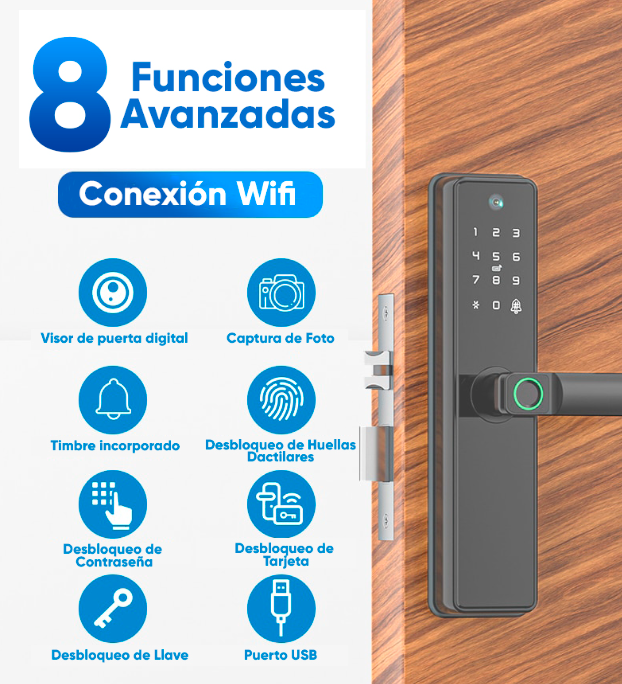 8
Funciones
Avanzadas
Conexión Wifi
Visor de puerta digital
Captura de Foto
Timbre incorporado
Desbloqueo de Huellas
Dactilares
Desbloqueo de
Contraseña
Desbloqueo de
Tarjeta
Desbloqueo de Llave
Puerto USB
1 2 3
4 5 6
7 8 9
* 0